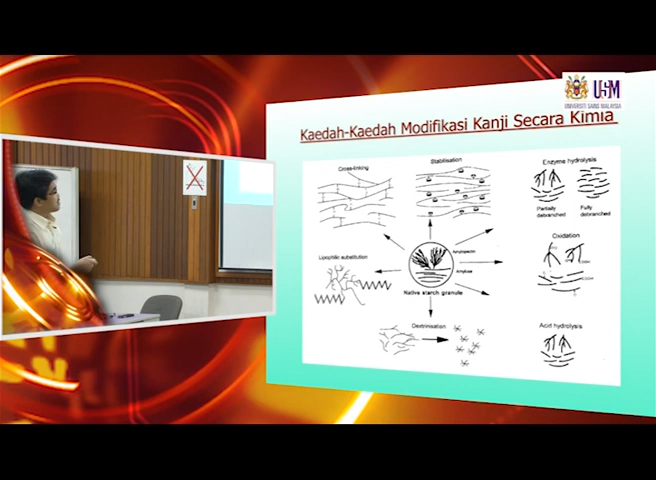 USM
UNIVERSITI SAINS MALAYSIA
Kaedah-Kaedah Modifikasi Kanji Secara Kimia
Cross-linking
Stabilisation
Enzyme hydrolysis
Partially debranched
Fully debranched
Lipophilic substitution
Amylopectin
Amylose
Native starch granule
Oxidation
COOH
Dextrinisation
Acid hydrolysis